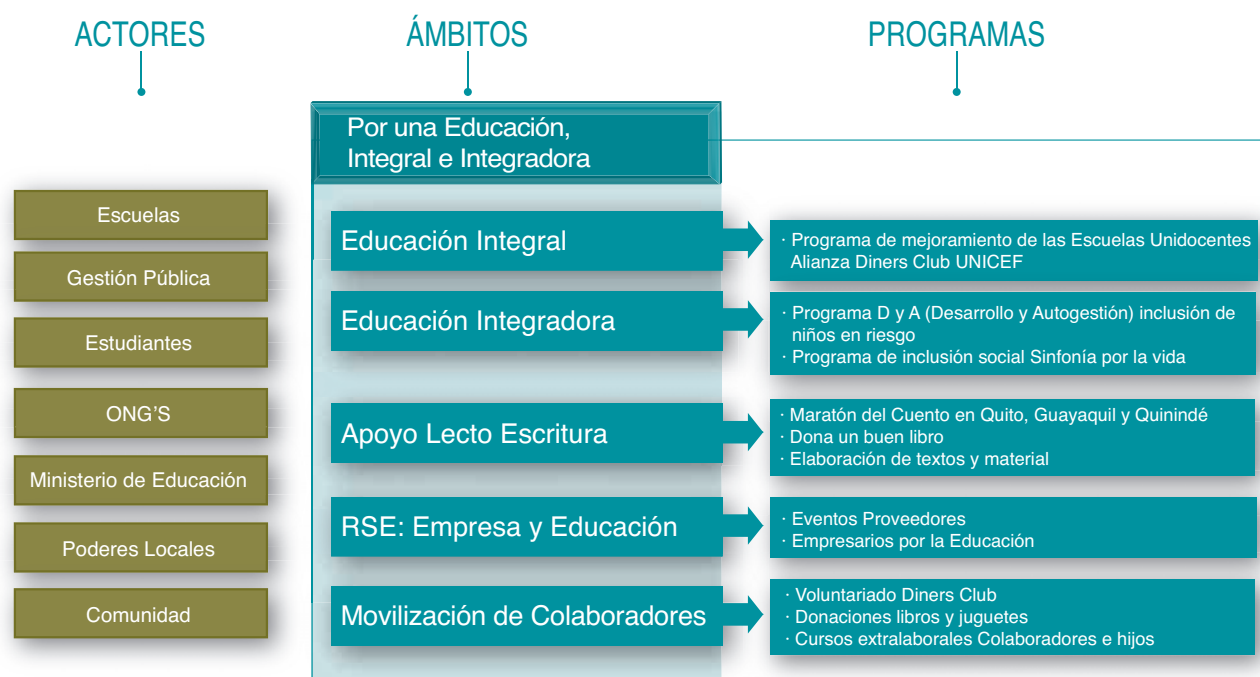 ACTORES
ÁMBITOS
PROGRAMAS
Por una Educación,
Integral e Integradora
Escuelas
Gestión Pública
Estudiantes
ONG'S
Ministerio de Educación
Poderes Locales
Comunidad
Educación Integral
· Programa de mejoramiento de las Escuelas Unidocentes
Alianza Diners Club UNICEF
Educación Integradora
· Programa D y A (Desarrollo y Autogestión) inclusión de
niños en riesgo
· Programa de inclusión social Sinfonía por la vida
Apoyo Lecto Escritura
· Maratón del Cuento en Quito, Guayaquil y Quinindé
· Dona un buen libro
· Elaboración de textos y material
RSE: Empresa y Educación
· Eventos Proveedores
· Empresarios por la Educación
Movilización de Colaboradores
· Voluntariado Diners Club
· Donaciones libros y juguetes
· Cursos extralaborales Colaboradores e hijos